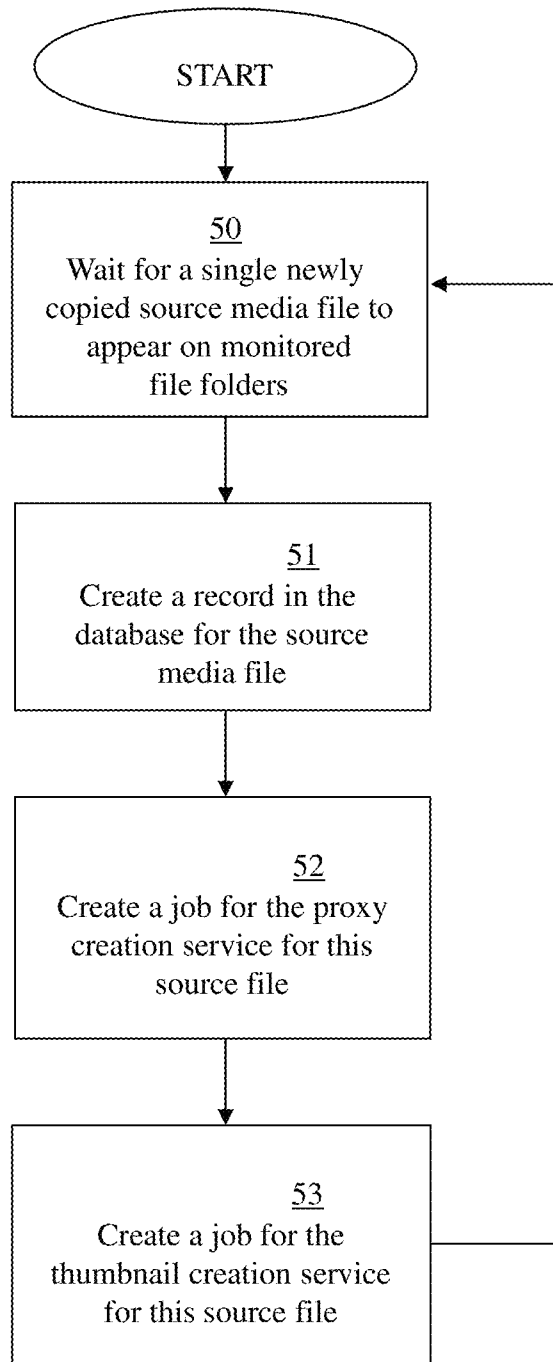 START
50
Wait for a single newly
copied source media file to
appear on monitored
file folders
51
Create a record in the
database for the source
media file
52
Create a job for the proxy
creation service for this
source file
53
Create a job for the
thumbnail creation service
for this source file